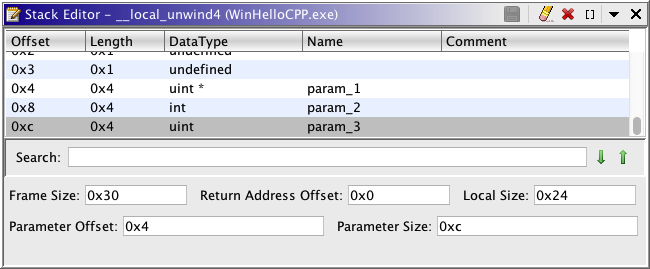 Stack Editor - __local_unwind4 (WinHelloCPP.exe)
Offset Length DataType Name Comment
0x2 0x1 undefined
0x3 0x1 undefined
0x4 0x4 uint * param_1
0x8 0x4 int param_2
0xc 0x4 uint param_3
Search:
Frame Size: 0x30 Return Address Offset: 0x0 Local Size: 0x24
Parameter Offset: 0x4 Parameter Size: 0xc